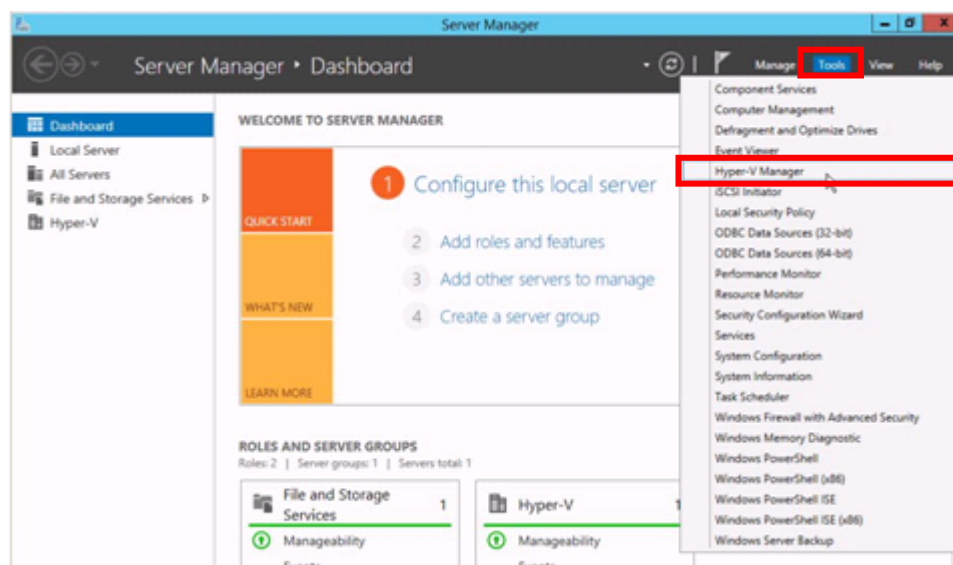 Server Manager
Server Manager • Dashboard
Manage Tools View Help
Dashboard
Local Server
All Servers
File and Storage Services
Hyper-V
WELCOME TO SERVER MANAGER
QUICK START
WHAT'S NEW
LEARN MORE
1 Configure this local server
2 Add roles and features
3 Add other servers to manage
4 Create a server group
ROLES AND SERVER GROUPS
Roles: 2 | Server groups: 1 | Servers total: 1
File and Storage
Services
1
Manageability
Events
Hyper-V
1
Manageability
Events
Component Services
Computer Management
Defragment and Optimize Drives
Event Viewer
Hyper-V Manager
iSCSI Initiator
Local Security Policy
ODBC Data Sources (32-bit)
ODBC Data Sources (64-bit)
Performance Monitor
Resource Monitor
Security Configuration Wizard
Services
System Configuration
System Information
Task Scheduler
Windows Firewall with Advanced Security
Windows Memory Diagnostic
Windows PowerShell
Windows PowerShell (x86)
Windows PowerShell ISE
Windows PowerShell ISE (x86)
Windows Server Backup